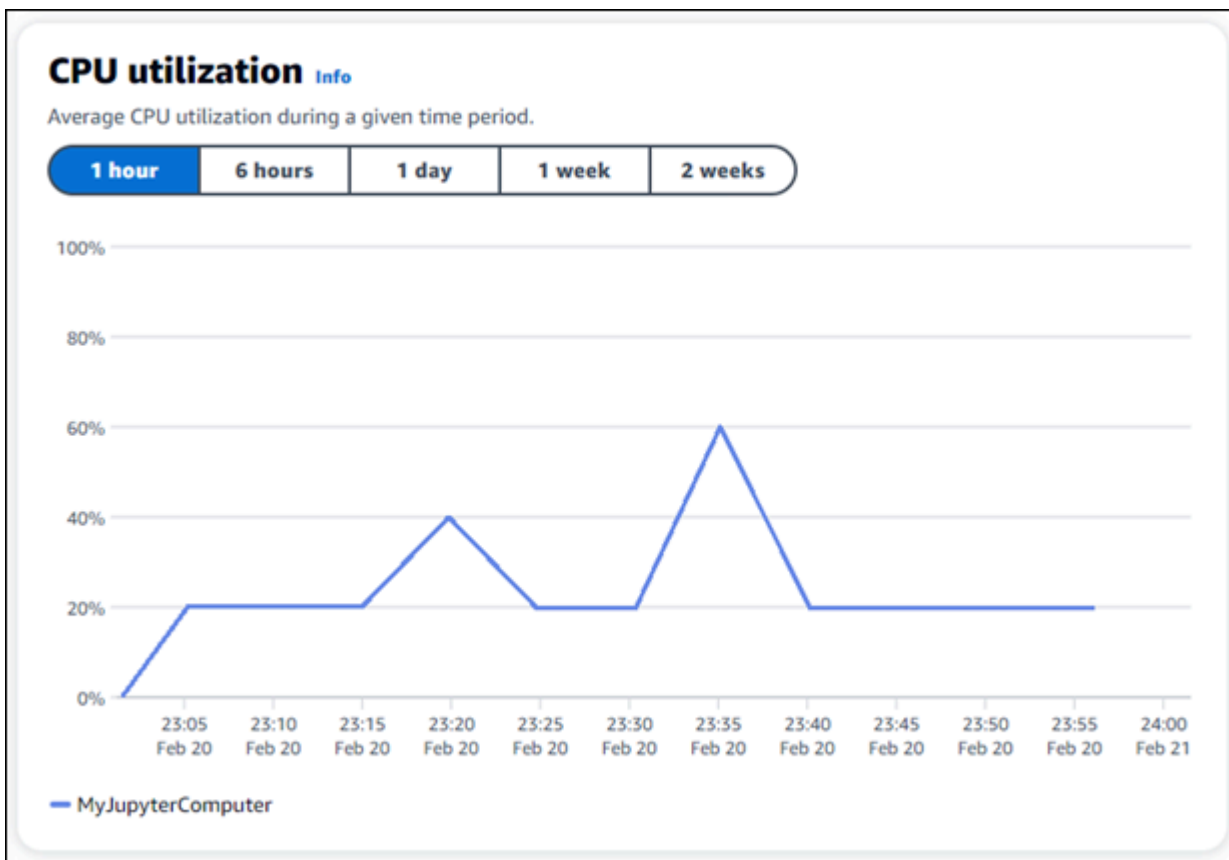 CPU utilization Info
Average CPU utilization during a given time period.
1 hour 6 hours 1 day 1 week 2 weeks
100%
80%
60%
40%
20%
0%
23:05 23:10 23:15 23:20 23:25 23:30 23:35 23:40 23:45 23:50 23:55 24:00
Feb 20 Feb 20 Feb 20 Feb 20 Feb 20 Feb 20 Feb 20 Feb 20 Feb 20 Feb 20 Feb 20 Feb 21
MyJupyterComputer